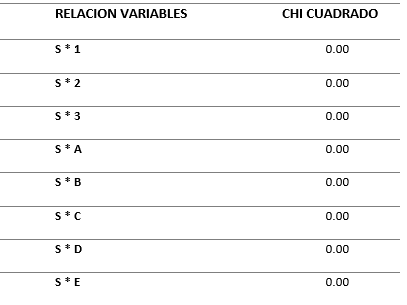 RELACION VARIABLES CHI CUADRADO
S * 1 0.00
S * 2 0.00
S * 3 0.00
S * A 0.00
S * B 0.00
S * C 0.00
S * D 0.00
S * E 0.00